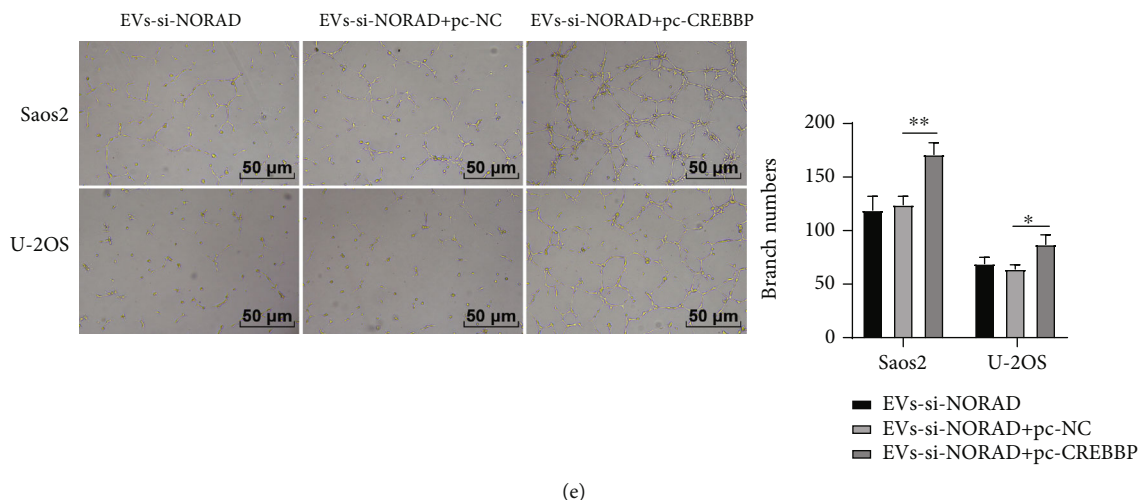 EVs-si-NORAD EVs-si-NORAD+pc-NC EVs-si-NORAD+pc-CREBBP
Saos2
50 μm 50 μm 50 μm
U-2OS
50 μm 50 μm 50 μm
Branch numbers
200
150
100
50
0
**
*
Saos2 U-2OS
EVs-si-NORAD
EVs-si-NORAD+pc-NC
EVs-si-NORAD+pc-CREBBP
(e)